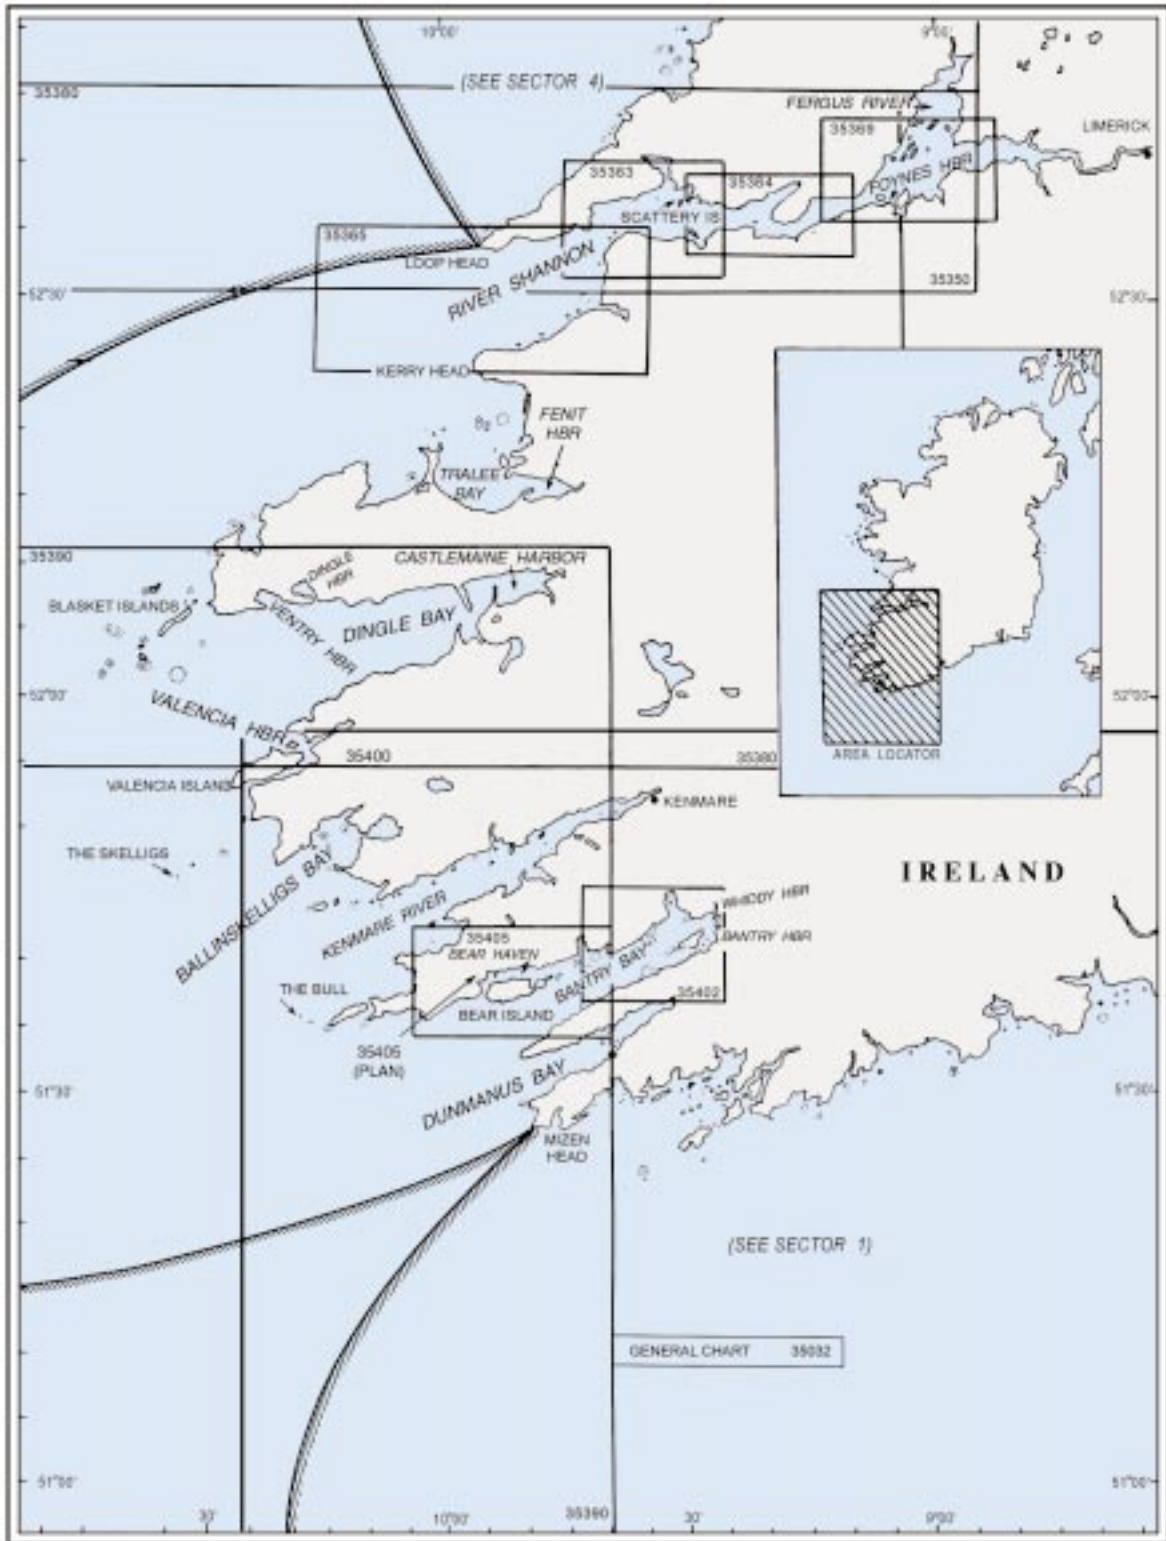 10°00'
9°00'
(SEE SECTOR 4)
35380
FERGUS RIVER
35369
LIMERICK
35363
35364
FOYNES HBR
SCATTERY IS
35365
LOOP HEAD
RIVER SHANNON
35350
52°30'
52°30'
KERRY HEAD
FENIT
HBR
TRALEE
BAY
35390
CASTLEMAINE HARBOR
DINGLE
HBR
BLASKET ISLANDS
VENTRY HBR
DINGLE BAY
VALENCIA HBR
52°00'
52°00'
AREA LOCATOR
35400
35380
VALENCIA ISLAND
KENMARE
THE SKELLIGS
IRELAND
BALLINSKELLIGS BAY
KENMARE RIVER
WHIDDY HBR
BANTRY HBR
35405
BEAR HAVEN
BANTRY BAY
THE BULL
35402
BEAR ISLAND
35405
(PLAN)
DUNMANUS BAY
51°30'
51°30'
MIZEN
HEAD
(SEE SECTOR 1)
GENERAL CHART 35032
51°00'
51°00'
30'
10°00'
35390
30'
9°00'